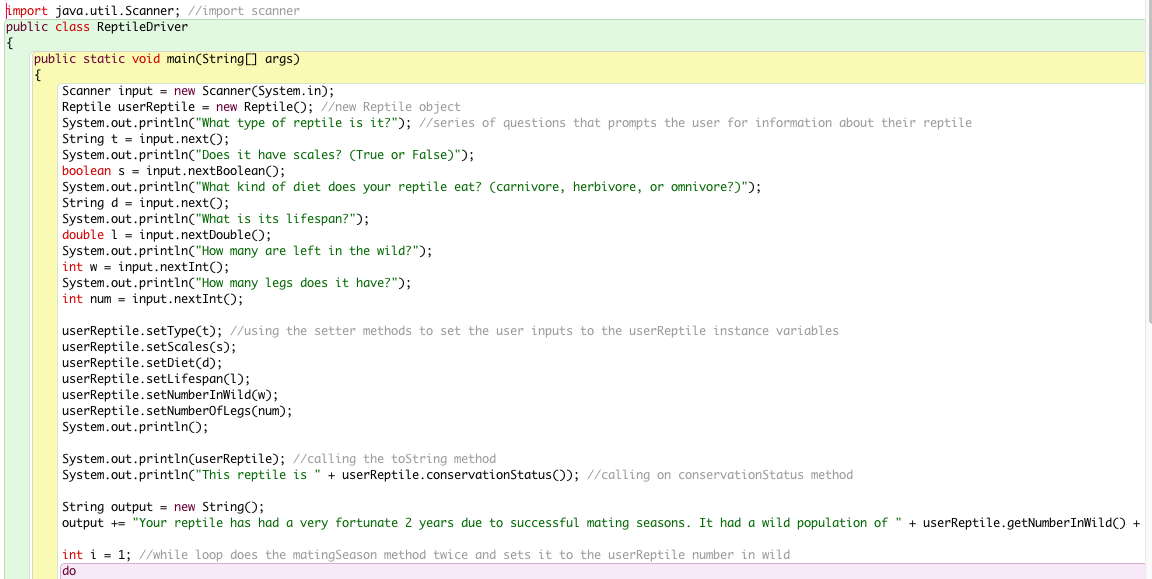 import java.util.Scanner; //import scanner
public class ReptileDriver
{
public static void main(String[] args)
{
Scanner input = new Scanner(System.in);
Reptile userReptile = new Reptile(); //new Reptile object
System.out.println("What type of reptile is it?"); //series of questions that prompts the user for information about their reptile
String t = input.next();
System.out.println("Does it have scales? (True or False)");
boolean s = input.nextBoolean();
System.out.println("What kind of diet does your reptile eat? (carnivore, herbivore, or omnivore?)");
String d = input.next();
System.out.println("What is its lifespan?");
double l = input.nextDouble();
System.out.println("How many are left in the wild?");
int w = input.nextInt();
System.out.println("How many legs does it have?");
int num = input.nextInt();
userReptile.setType(t); //using the setter methods to set the user inputs to the userReptile instance variables
userReptile.setScales(s);
userReptile.setDiet(d);
userReptile.setLifespan(l);
userReptile.setNumberInWild(w);
userReptile.setNumberOfLegs(num);
System.out.println();
System.out.println(userReptile); //calling the toString method
System.out.println("This reptile is " + userReptile.conservationStatus()); //calling on conservationStatus method
String output = new String();
output += "Your reptile has had a very fortunate 2 years due to successful mating seasons. It had a wild population of " + userReptile.getNumberInWild() +
int i = 1; //while loop does the matingSeason method twice and sets it to the userReptile number in wild
do